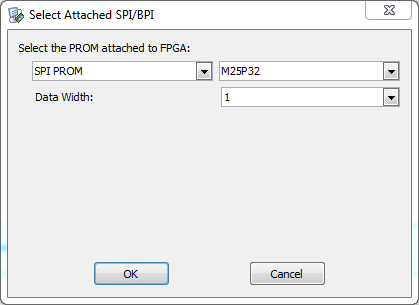 Select Attached SPI/BPI
Select the PROM attached to FPGA:
SPI PROM M25P32
Data Width: 1
OK Cancel